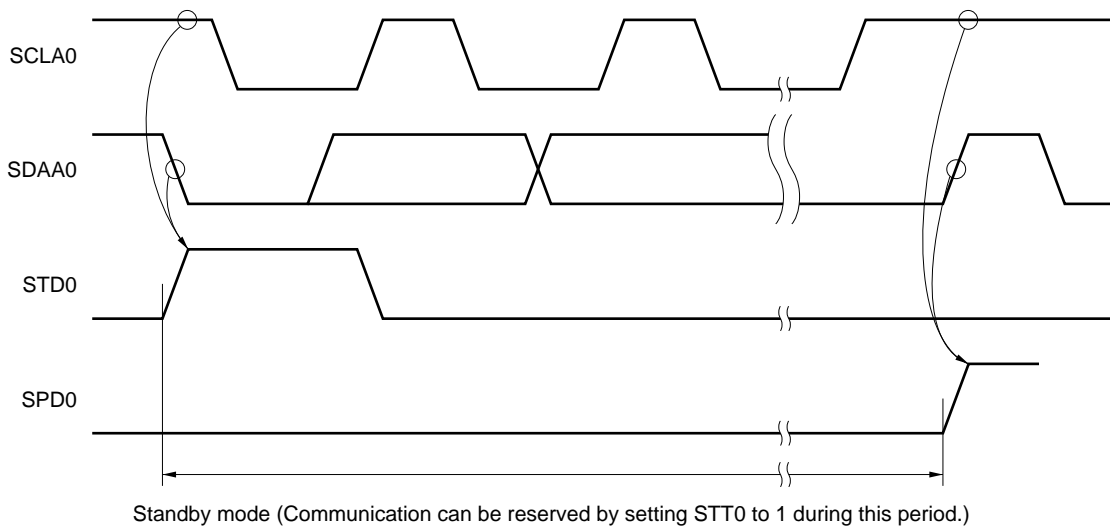 SCLA0
SDAA0
STD0
SPD0
Standby mode (Communication can be reserved by setting STT0 to 1 during this period.)